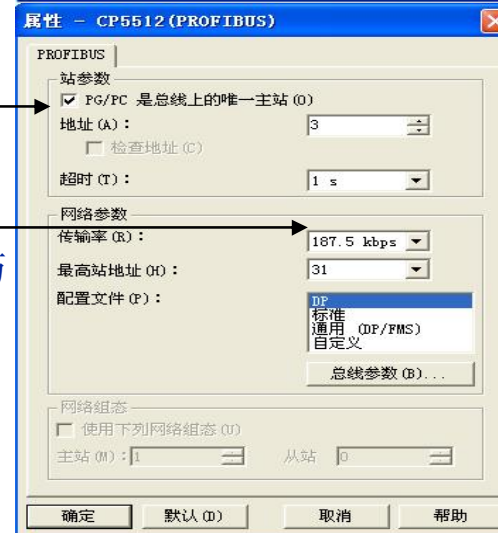 属性 - CP5512(PROFIBUS)
PROFIBUS
站参数
PG/PC 是总线上的唯一主站(O)
地址(A)： 3
检查地址(C)
超时(T)： 1 s
网络参数
传输率(R)： 187.5 kbps
最高站地址(H)： 31
配置文件(P)： DP
标准
通用 (DP/FMS)
自定义
总线参数(B)...
网络组态
使用下列网络组态(U)
主站(M)：1 从站 0
确定 默认(D) 取消 帮助